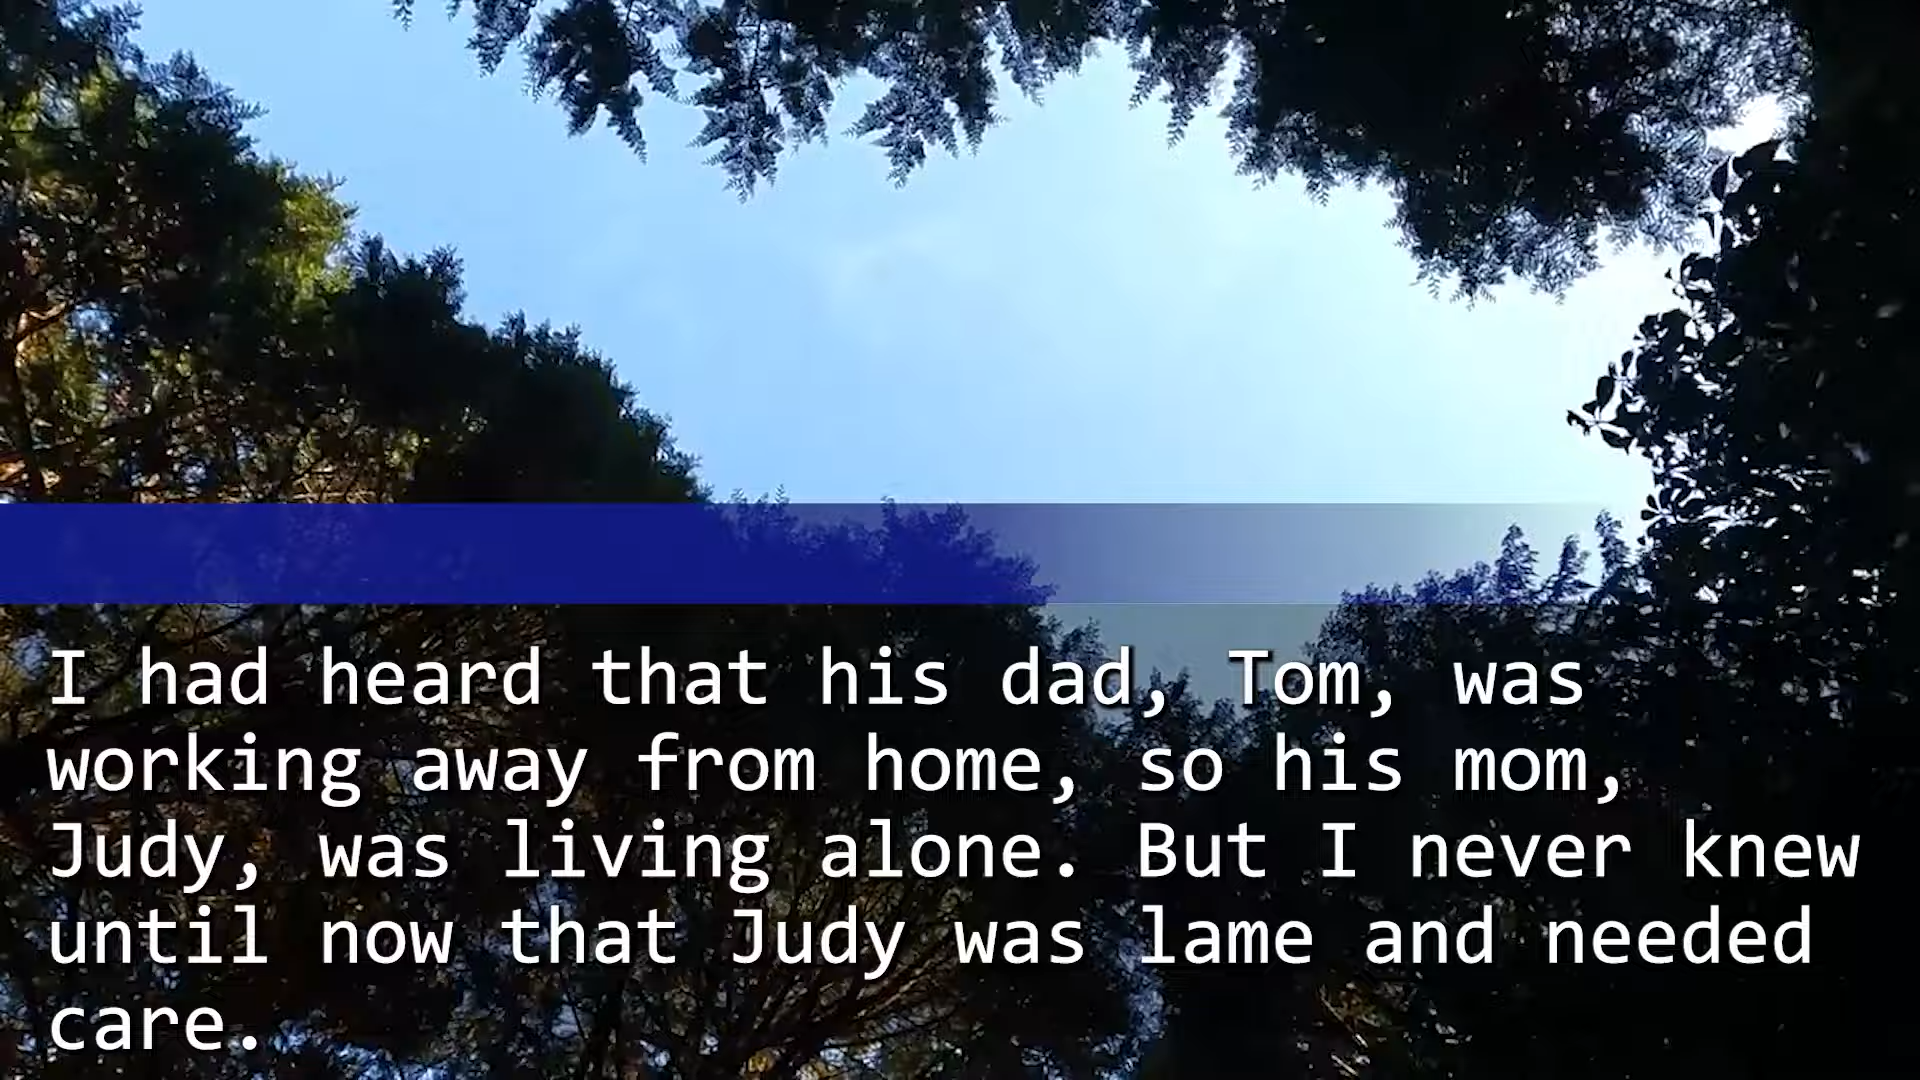 I had heard that his dad, Tom, was
working away from home, so his mom,
Judy, was living alone. But I never knew
until now that Judy was lame and needed
care.